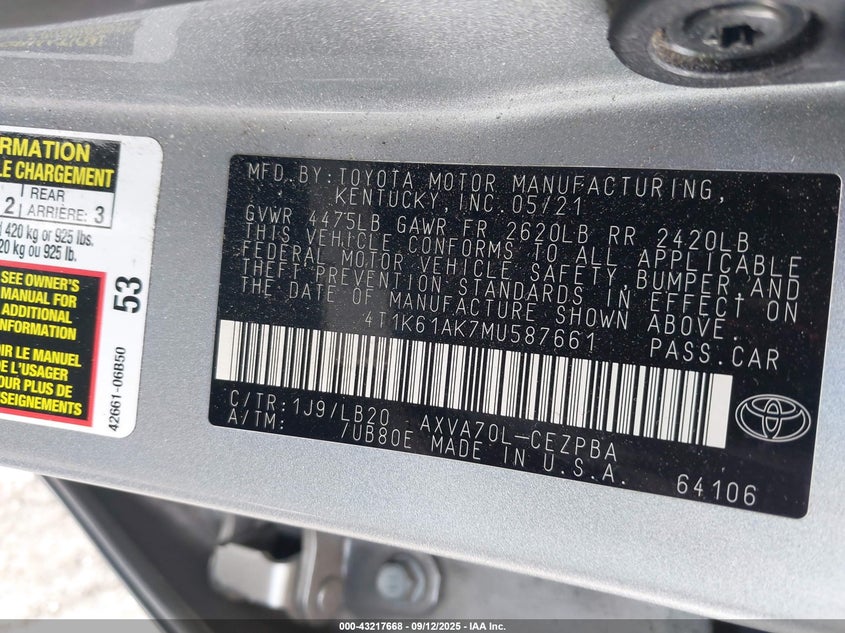 RMATION
LE CHARGEMENT
2 REAR ARRIÈRE: 3
420 kg or 925 lbs.
20 kg ou 925 lb.
SEE OWNER'S
MANUAL FOR
ADDITIONAL
INFORMATION
OIR LE MANUEL
DE L'USAGER
POUR PLUS DE
SEIGNEMENTS
53
42661-06B50
MFD.BY:TOYOTA MOTOR MANUFACTURING,
KENTUCKY,INC.05/21
GVWR 4475LB GAWR FR 2620LB RR 2420LB
THIS VEHICLE CONFORMS TO ALL APPLICABLE
FEDERAL MOTOR VEHICLE SAFETY,BUMPER,AND
THEFT PREVENTION STANDARDS IN EFFECT ON
THE DATE OF MANUFACTURE SHOWN ABOVE.
4T1K61AK7MU587661 PASS.CAR
C/TR:1J9/LB20 AXVA70L-CEZPBA
A/TM: 7UB80E MADE IN U.S.A.
64106
000-43217668 - 09/12/2025 - IAA Inc.